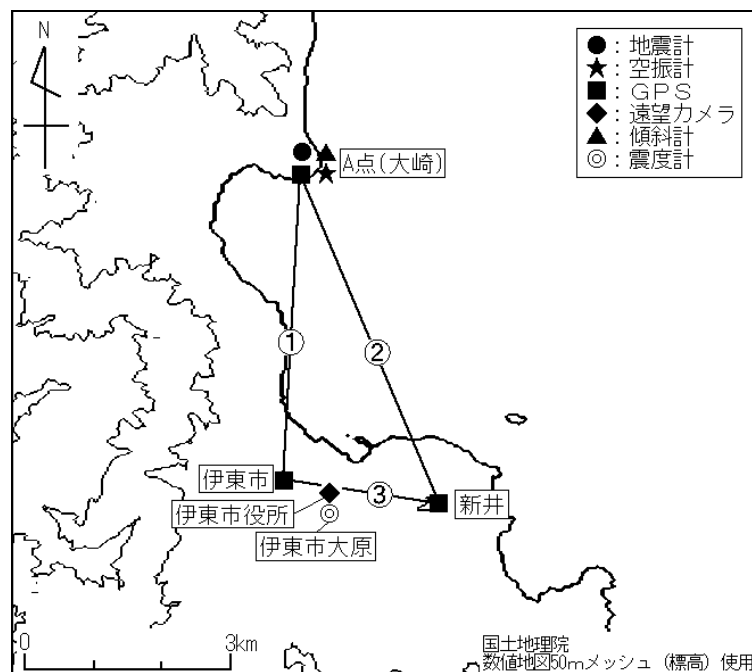 N
●：地震計
★：空振計
■：ＧＰＳ
◆：遠望カメラ
▲：傾斜計
◎：震度計
A点(大崎)
①
②
伊東市
③
新井
伊東市役所
伊東市大原
0
3km
国土地理院
数値地図50mメッシュ（標高）使用